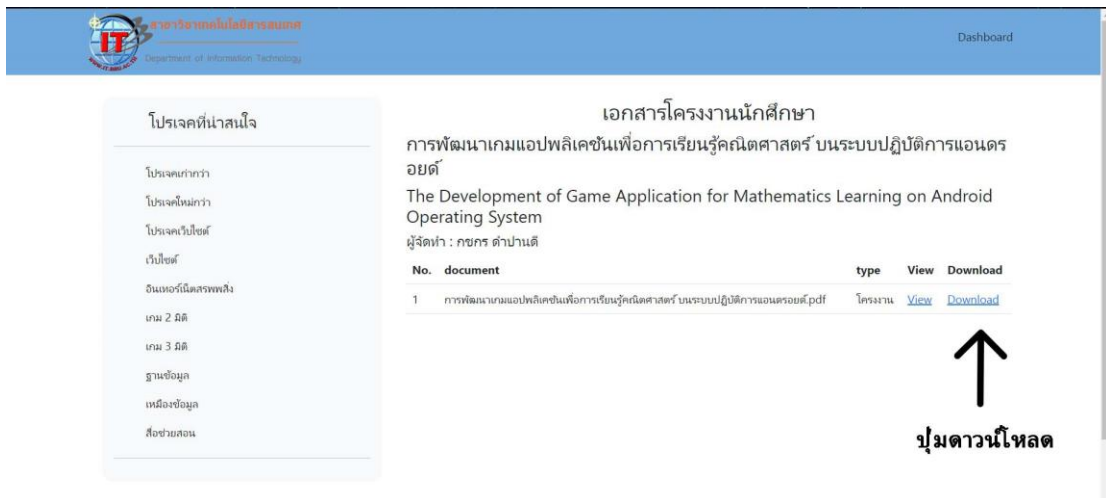 สาขาวิชาเทคโนโลยีสารสนเทศ
Department of Information Technology
IT
Dashboard
โปรเจคที่น่าสนใจ
โปรเจคเก่ากว่า
โปรเจคใหม่กว่า
โปรเจคเว็บไซต์
เว็บไซต์
อินเทอร์เน็ตสรพพสิ่ง
เกม 2 มิติ
เกม 3 มิติ
ฐานข้อมูล
เหมืองข้อมูล
สื่อช่วยสอน
เอกสารโครงงานนักศึกษา
การพัฒนาเกมแอปพลิเคชันเพื่อการเรียนรู้คณิตศาสตร์ บนระบบปฏิบัติการแอนดร
อยด์
The Development of Game Application for Mathematics Learning on Android
Operating System
ผู้จัดทำ : กชกร ดำปานดี
No. document type View Download
1 การพัฒนาเกมแอปพลิเคชันเพื่อการเรียนรู้คณิตศาสตร์ บนระบบปฏิบัติการแอนดรอยด์.pdf โครงงาน View Download
ปุ่มดาวน์โหลด